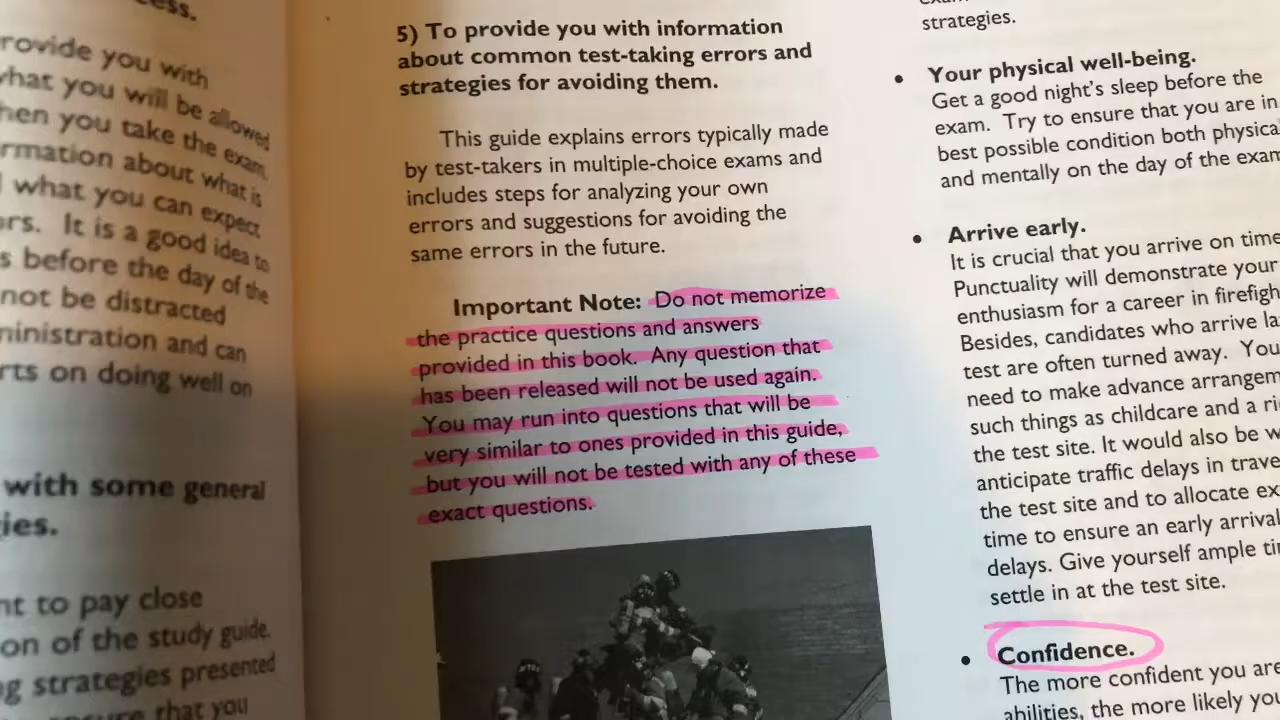 ess.
rovide you with
what you will be allowed
hen you take the exam.
rmation about what is
what you can expect
rs. It is a good idea to
s before the day of the
not be distracted
ministration and can
rts on doing well on
with some general
ies.
nt to pay close
on of the study guide.
g strategies presented
that you
5) To provide you with information
about common test-taking errors and
strategies for avoiding them.
This guide explains errors typically made
by test-takers in multiple-choice exams and
includes steps for analyzing your own
errors and suggestions for avoiding the
same errors in the future.
Important Note: Do not memorize
the practice questions and answers
provided in this book. Any question that
has been released will not be used again.
You may run into questions that will be
very similar to ones provided in this guide,
but you will not be tested with any of these
exact questions.
strategies.
• Your physical well-being.
Get a good night's sleep before the
exam. Try to ensure that you are in
best possible condition both physical
and mentally on the day of the exam
• Arrive early.
It is crucial that you arrive on time
Punctuality will demonstrate your
enthusiasm for a career in firefigh
Besides, candidates who arrive la
test are often turned away. You
need to make advance arrangem
such things as childcare and a ri
the test site. It would also be w
anticipate traffic delays in trave
the test site and to allocate ex
time to ensure an early arrival
delays. Give yourself ample ti
settle in at the test site.
• Confidence.
The more confident you are
abilities, the more likely you